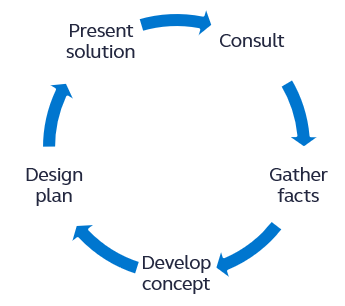 Present
solution
Consult
Gather
facts
Develop
concept
Design
plan